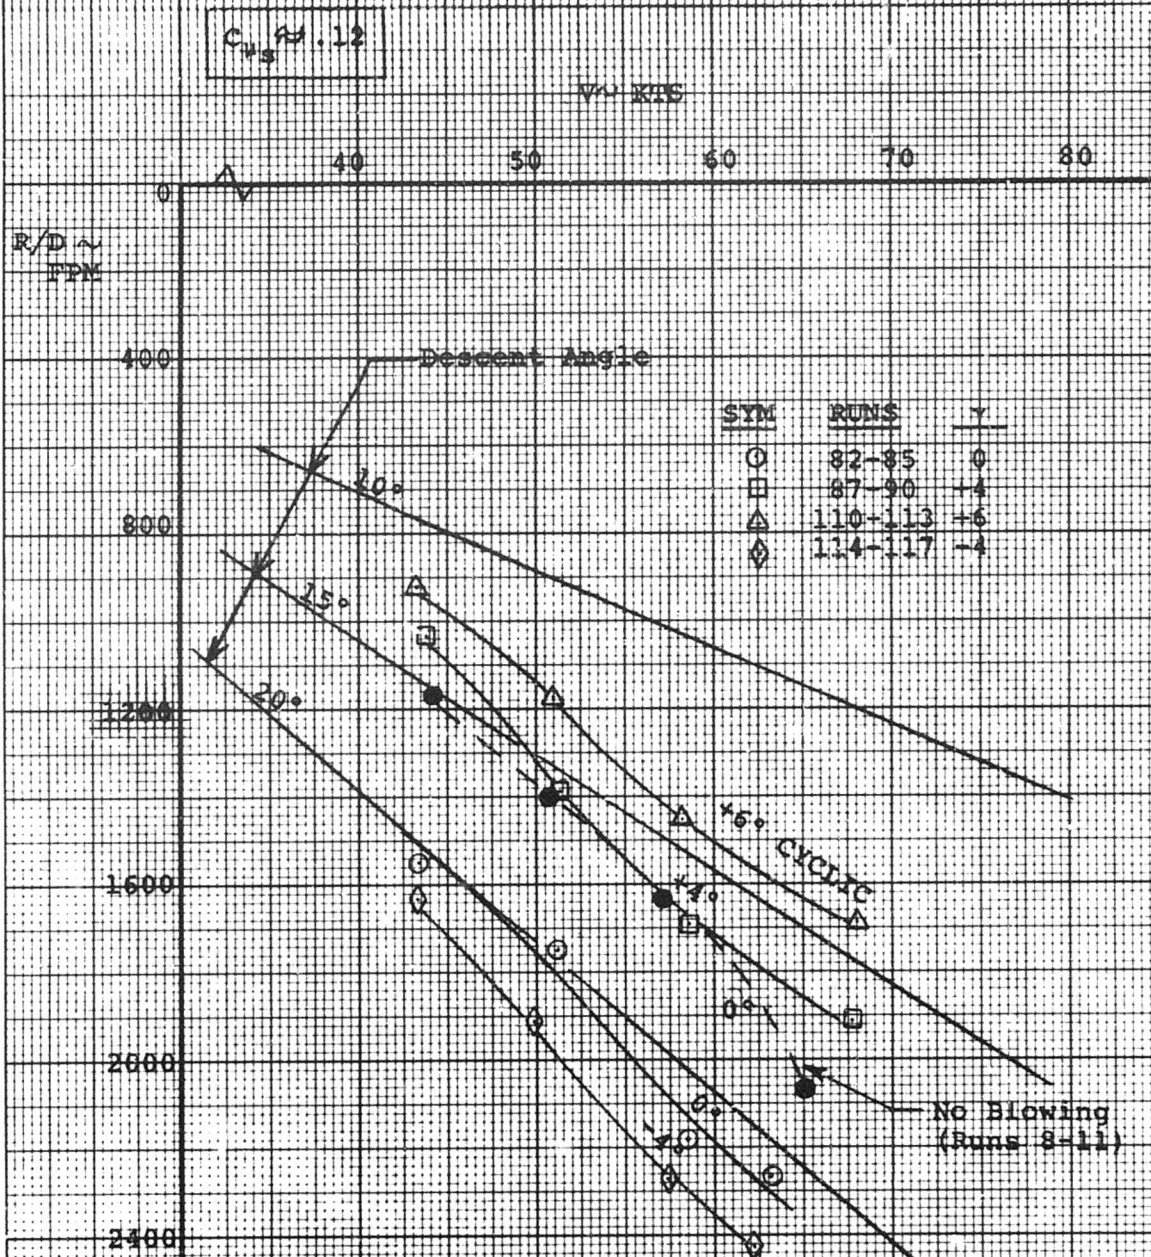 Cμs ≈ .12
V~ KTS
40 50 60 70 80
0
R/D ~
FPM
400
Descent Angle
SYM RUNS γ
82-85 0
87-90 +4
110-113 +6
114-117 -4
10°
800
15°
20°
1200
+6° CYCLIC
+4°
1600
0°
2000
0°
-4°
No Blowing
(Runs 8-11)
2400